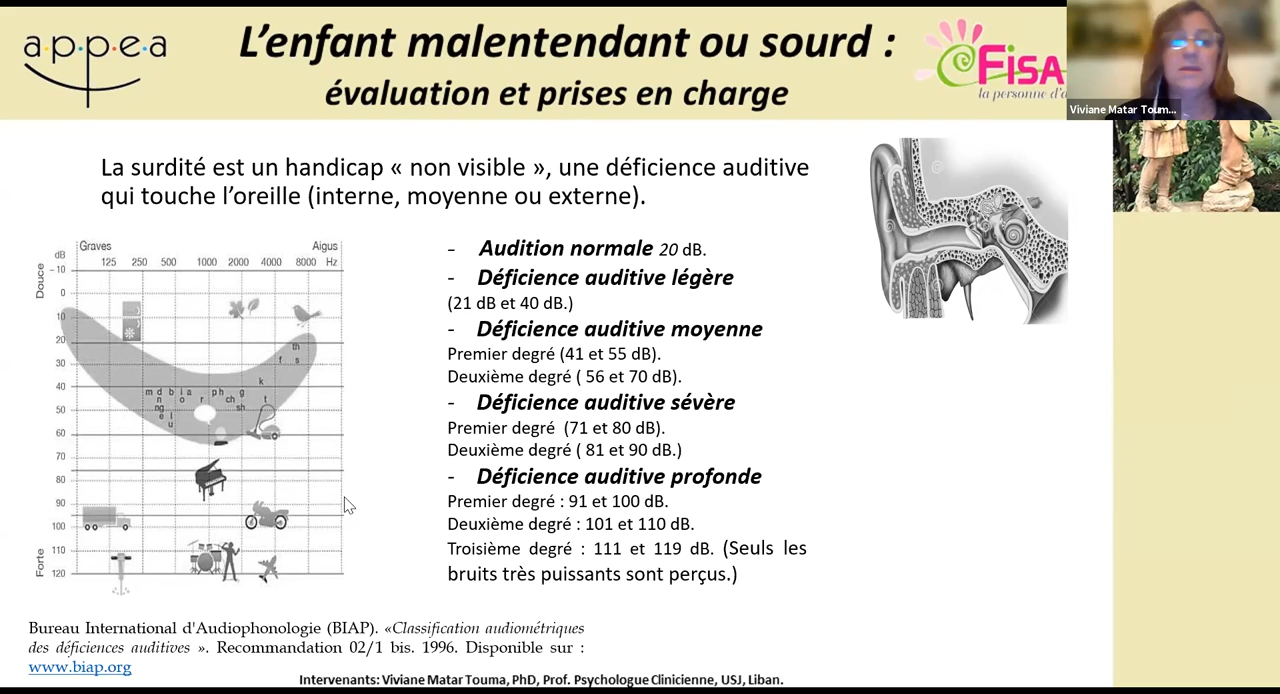 a.p.p.e.a
L'enfant malentendant ou sourd :
évaluation et prises en charge
FiSA
la personne d'a
Viviane Matar Toum...
La surdité est un handicap « non visible », une déficience auditive
qui touche l'oreille (interne, moyenne ou externe).
Graves Aigus
dB 125 250 500 1000 2000 4000 8000 Hz
Douce
-10
0
10
20
th
30
f s
k
40
m d b i a p h g
n o r ch t
50
ng sh
e l
u
60
70
80
90
100
110
Forte
120
- Audition normale 20 dB.
- Déficience auditive légère
(21 dB et 40 dB.)
- Déficience auditive moyenne
Premier degré (41 et 55 dB).
Deuxième degré ( 56 et 70 dB).
- Déficience auditive sévère
Premier degré (71 et 80 dB).
Deuxième degré ( 81 et 90 dB.)
- Déficience auditive profonde
Premier degré : 91 et 100 dB.
Deuxième degré : 101 et 110 dB.
Troisième degré : 111 et 119 dB. (Seuls les
bruits très puissants sont perçus.)
Bureau International d'Audiophonologie (BIAP). «Classification audiométriques
des déficiences auditives ». Recommandation 02/1 bis. 1996. Disponible sur :
www.biap.org
Intervenants: Viviane Matar Touma, PhD, Prof. Psychologue Clinicienne, USJ, Liban.